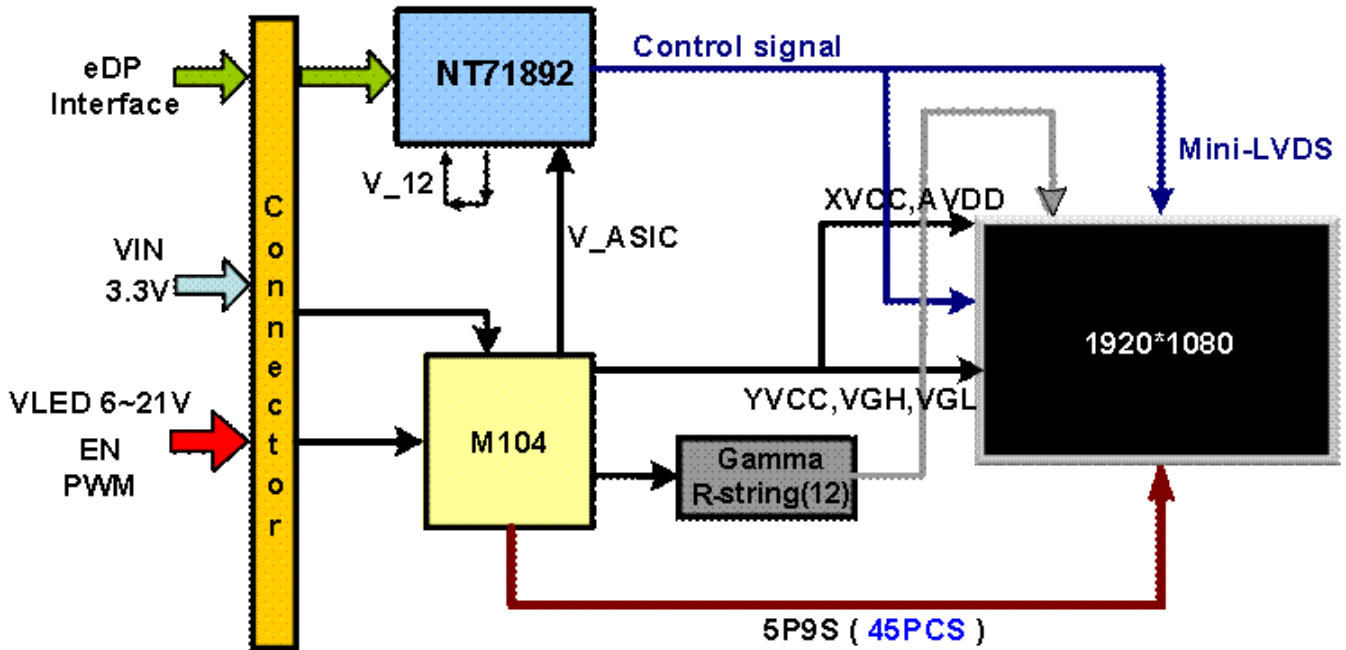 eDP
Interface
NT71892
Control signal
V_12
Mini-LVDS
Connector
XVCC,AVDD
V_ASIC
VIN
3.3V
1920*1080
VLED 6~21V
EN
PWM
YVCC,VGH,VGL
M104
Gamma
R-string(12)
5P9S ( 45PCS )